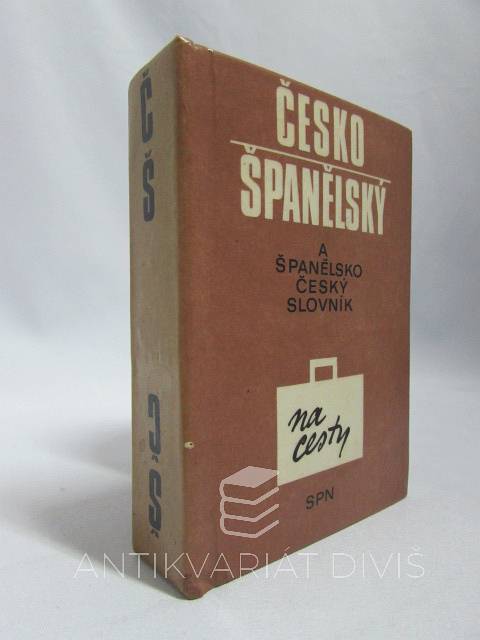 ČESKO
ŠPANĚLSKÝ
A
ŠPANĚLSKO
ČESKÝ
SLOVNÍK
na
cesty
SPN
Č Š
Š Č
ANTIKVARIÁT DIVIŠ